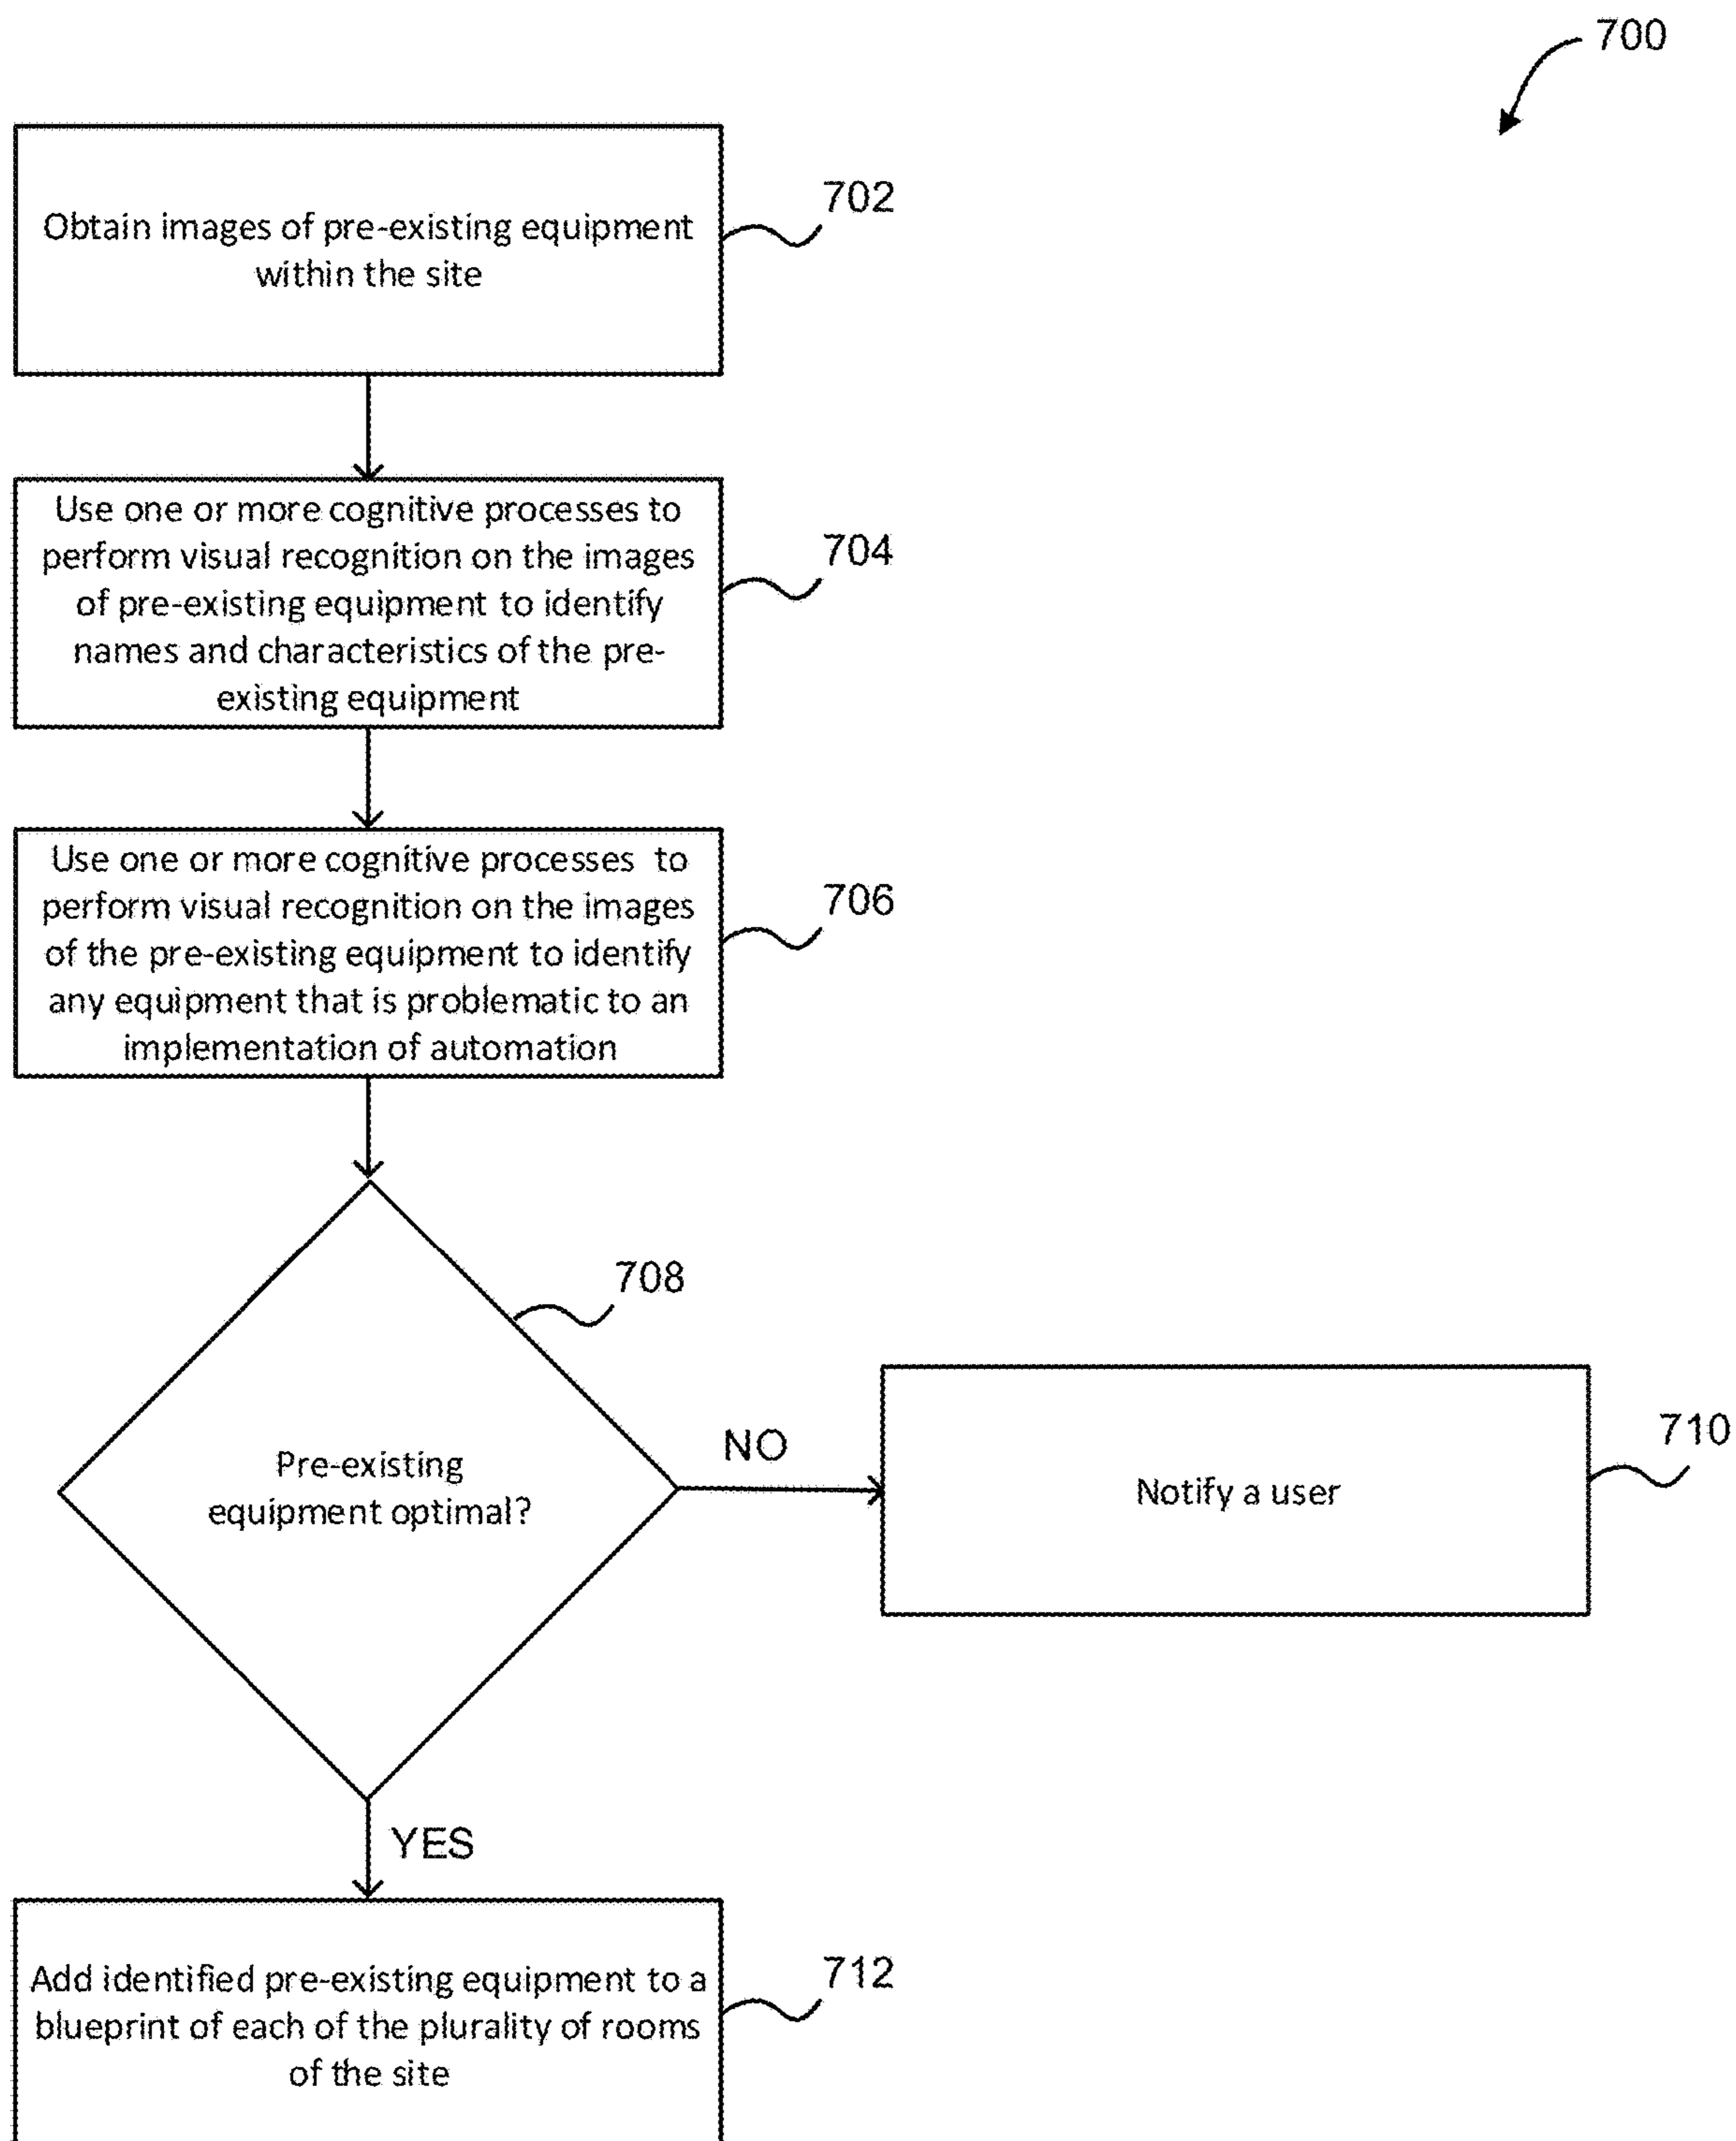 700
702
Obtain images of pre-existing equipment
within the site
704
Use one or more cognitive processes to
perform visual recognition on the images
of pre-existing equipment to identify
names and characteristics of the pre-
existing equipment
706
Use one or more cognitive processes  to
perform visual recognition on the images
of the pre-existing equipment to identify
any equipment that is problematic to an
implementation of automation
708
Pre-existing
equipment optimal?
NO
710
Notify a user
YES
712
Add identified pre-existing equipment to a
blueprint of each of the plurality of rooms
of the site